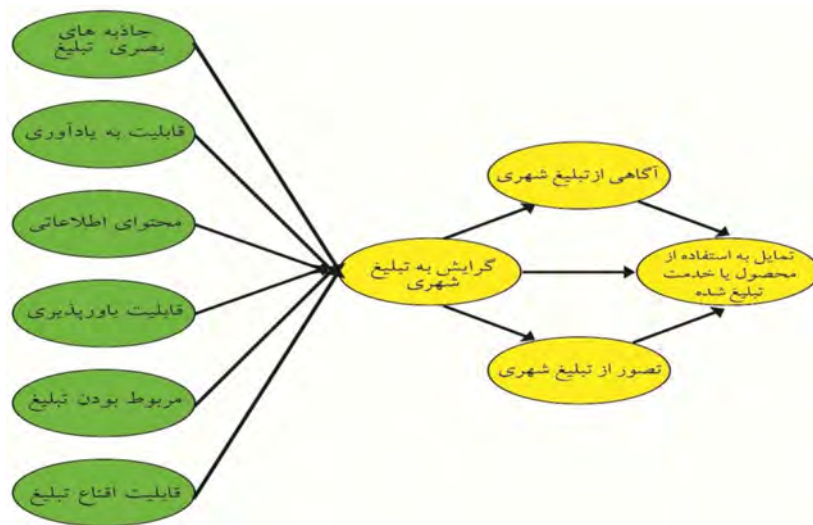 جاذبه های
بصری تبلیغ
قابلیت به یادآوری
محتوای اطلاعاتی
قابلیت باورپذیری
مربوط بودن تبلیغ
قابلیت اقناع تبلیغ
گرایش به تبلیغ
شهری
آگاهی ازتبلیغ شهری
تصور از تبلیغ شهری
تمایل به استفاده از
محصول یا خدمت
تبلیغ شده